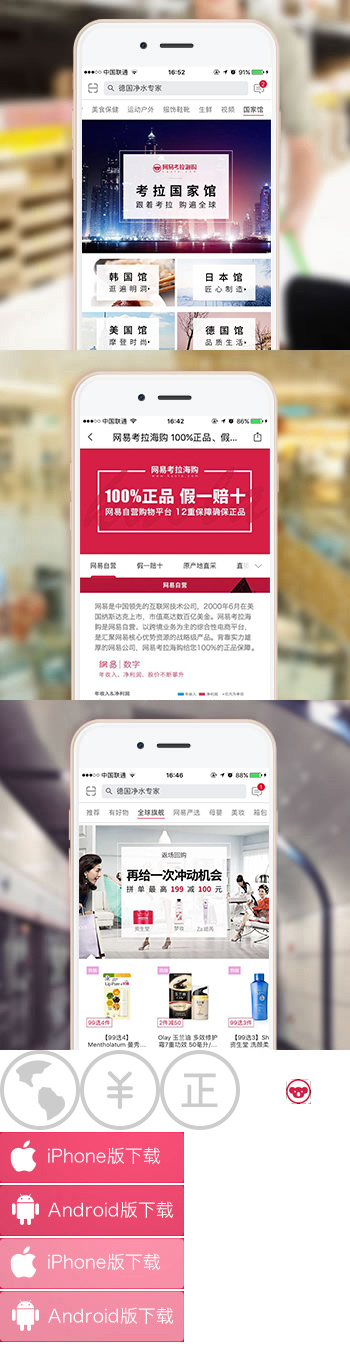 中国联通 16:52 91%
德国净水专家 2
美食保健 运动户外 服饰鞋靴 生鲜 视频 国家馆
网易考拉海购
考拉国家馆
跟着考拉 购遍全球
韩国馆 日本馆
逛遍明洞 匠心制造
美国馆 德国馆
摩登时尚 品质生活
中国联通 16:42 86%
网易考拉海购 100%正品、假...
网易考拉海购
100%正品 假一赔十
网易自营购物平台 12重保障确保正品
网易自营 假一赔十 原产地直采 直
网易自营
网易是中国领先的互联网技术公司，2000年6月在美
国纳斯达克上市，市值高达数百亿美金。网易考拉海
购是网易自营、以跨境业务为主的综合性电商平台，
是汇聚网易核心优势资源的战略级产品。背靠实力雄
厚的网易公司，网易考拉海购给您100%的正品保障。
網易 数字
年收入、净利润、股价不断攀升
年收入&净利润 年收入 净利润
中国联通 16:46 88%
德国净水专家 1
推荐 有好物 全球旗舰 网易严选 母婴 美妆 箱包
返场回购
再给一次冲动机会
拼单最高199减100元
资生堂
99选4件 2件减50 99选3件
【99选4】 Olay 玉兰油 多效修护 【99选3】Sh
Mentholatum 曼秀... 霜7重功效 50毫升/... 资生堂 洗颜柔
¥ 正
iPhone版下载
Android版下载
iPhone版下载
Android版下载